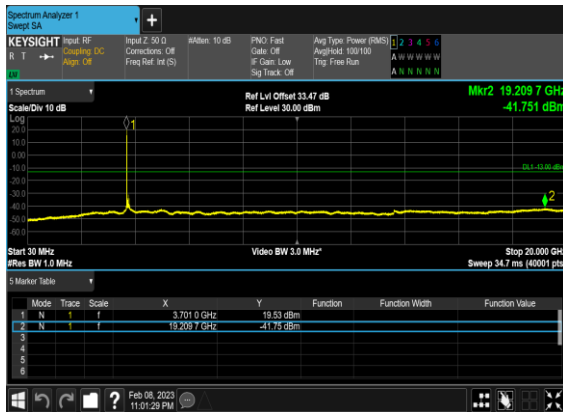 Spectrum Analyzer 1
Swept SA
+
KEYSIGHT Input: RF Input Z: 50 Ω #Atten: 10 dB PNO: Fast Avg Type: Power (RMS) 1 2 3 4 5 6
R T Coupling: DC Corrections: Off Gate: Off Avg|Hold: 100/100 A W W W W W
Align: Off Freq Ref: Int (S) IF Gain: Low Trig: Free Run
Sig Track: Off A N N N N N
1 Spectrum Ref Lvl Offset 33.47 dB Mkr2 19.209 7 GHz
Scale/Div 10 dB Ref Level 30.00 dBm -41.751 dBm
Log
1
20.0
10.0
0.00
-10.0 DL1 -13.00 dBm
-20.0
-30.0
2
-40.0
-50.0
-60.0
Start 30 MHz Video BW 3.0 MHz* Stop 20.000 GHz
#Res BW 1.0 MHz Sweep 34.7 ms (40001 pts)
5 Marker Table
Mode Trace Scale X Y Function Function Width Function Value
1 N 1 f 3.701 0 GHz 19.53 dBm
2 N 1 f 19.209 7 GHz -41.75 dBm
3
4
5
6
? Feb 08, 2023
11:01:29 PM